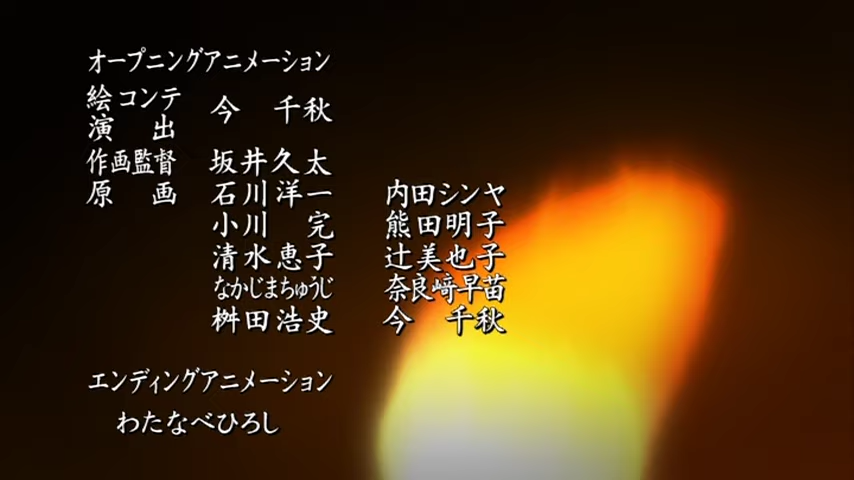 オープニングアニメーション
絵コンテ
演出　今　千秋
作画監督　坂井久太
原画　石川洋一　内田シンヤ
小川　完　熊田明子
清水恵子　辻美也子
なかじまちゅうじ　奈良﨑早苗
桝田浩史　今　千秋
エンディングアニメーション
わたなべひろし